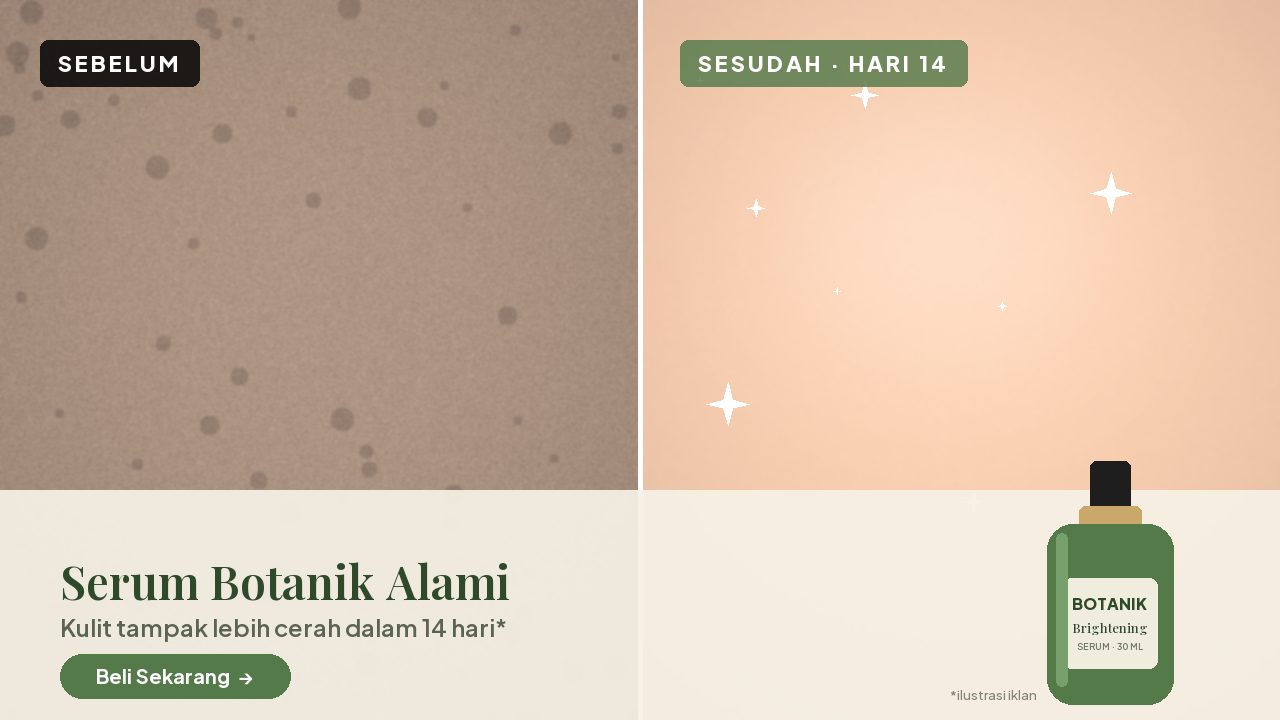 SEBELUM
SESUDAH · HARI 14
Serum Botanik Alami
Kulit tampak lebih cerah dalam 14 hari*
Beli Sekarang →
BOTANIK
Brightening
SERUM · 30 ML
*ilustrasi iklan